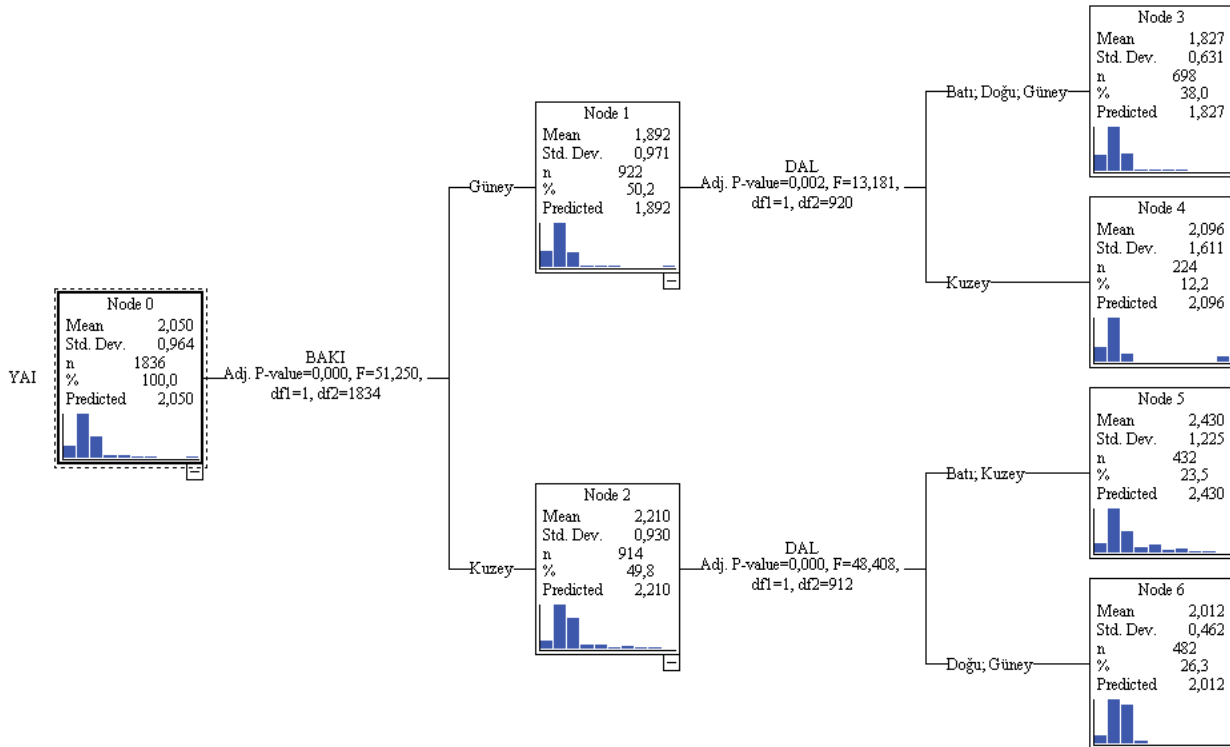 YAI
Node 0
Mean 2,050
Std. Dev. 0,964
n 1836
% 100,0
Predicted 2,050
BAKI
Adj. P-value=0,000, F=51,250,
df1=1, df2=1834
Güney
Node 1
Mean 1,892
Std. Dev. 0,971
n 922
% 50,2
Predicted 1,892
DAL
Adj. P-value=0,002, F=13,181,
df1=1, df2=920
Batı; Doğu; Güney
Node 3
Mean 1,827
Std. Dev. 0,631
n 698
% 38,0
Predicted 1,827
Kuzey
Node 4
Mean 2,096
Std. Dev. 1,611
n 224
% 12,2
Predicted 2,096
Kuzey
Node 2
Mean 2,210
Std. Dev. 0,930
n 914
% 49,8
Predicted 2,210
DAL
Adj. P-value=0,000, F=48,408,
df1=1, df2=912
Batı; Kuzey
Node 5
Mean 2,430
Std. Dev. 1,225
n 432
% 23,5
Predicted 2,430
Doğu; Güney
Node 6
Mean 2,012
Std. Dev. 0,462
n 482
% 26,3
Predicted 2,012